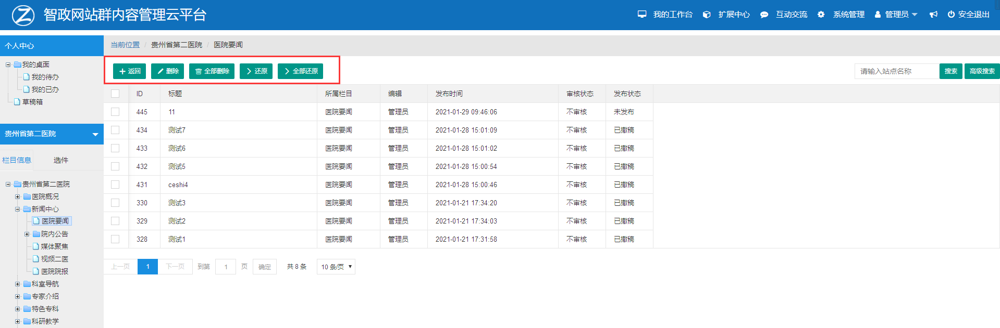 智政网站群内容管理云平台
我的工作台 扩展中心 互动交流 系统管理 管理员 安全退出
个人中心
我的桌面
我的待办
我的已办
草稿箱
贵州省第二医院
栏目信息 选件
贵州省第二医院
医院概况
新闻中心
医院要闻
院内公告
媒体聚焦
视频二医
医院院报
科室导航
专家介绍
特色专科
科研教学
当前位置 / 贵州省第二医院 / 医院要闻
返回 删除 全部删除 还原 全部还原
请输入站点名称 搜索 高级搜索
ID 标题 所属栏目 编辑 发布时间 审核状态 发布状态
445 11 医院要闻 管理员 2021-01-29 09:46:06 不审核 未发布
434 测试7 医院要闻 管理员 2021-01-28 15:01:09 不审核 已撤稿
433 测试6 医院要闻 管理员 2021-01-28 15:01:02 不审核 已撤稿
432 测试5 医院要闻 管理员 2021-01-28 15:00:54 不审核 已撤稿
431 ceshi4 医院要闻 管理员 2021-01-28 15:00:46 不审核 已撤稿
330 测试3 医院要闻 管理员 2021-01-21 17:34:20 不审核 已撤稿
329 测试2 医院要闻 管理员 2021-01-21 17:34:03 不审核 已撤稿
328 测试1 医院要闻 管理员 2021-01-21 17:31:58 不审核 已撤稿
上一页 1 下一页 到第 1 页 确定 共 8 条 10 条/页